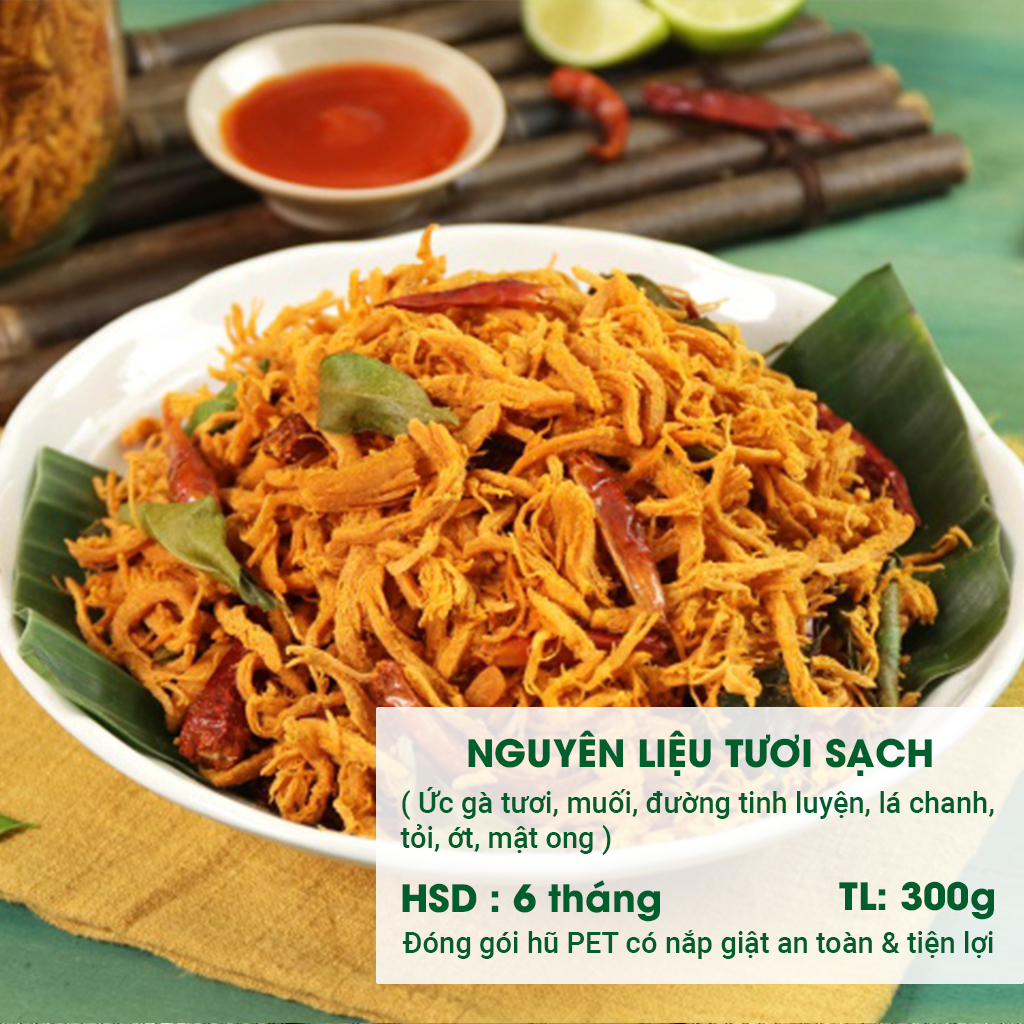 NGUYÊN LIỆU TƯƠI SẠCH
( Ức gà tươi, muối, đường tinh luyện, lá chanh,
tỏi, ớt, mật ong )
HSD : 6 tháng TL: 300g
Đóng gói hũ PET có nắp giật an toàn & tiện lợi